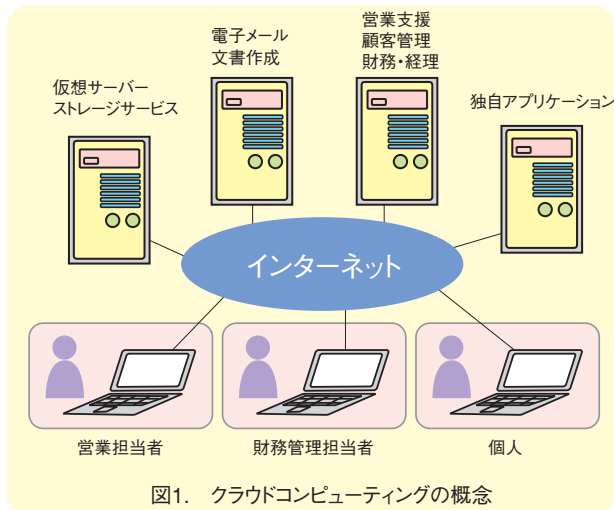 仮想サーバー
ストレージサービス
電子メール
文書作成
営業支援
顧客管理
財務・経理
独自アプリケーション
インターネット
営業担当者
財務管理担当者
個人
図1. クラウドコンピューティングの概念